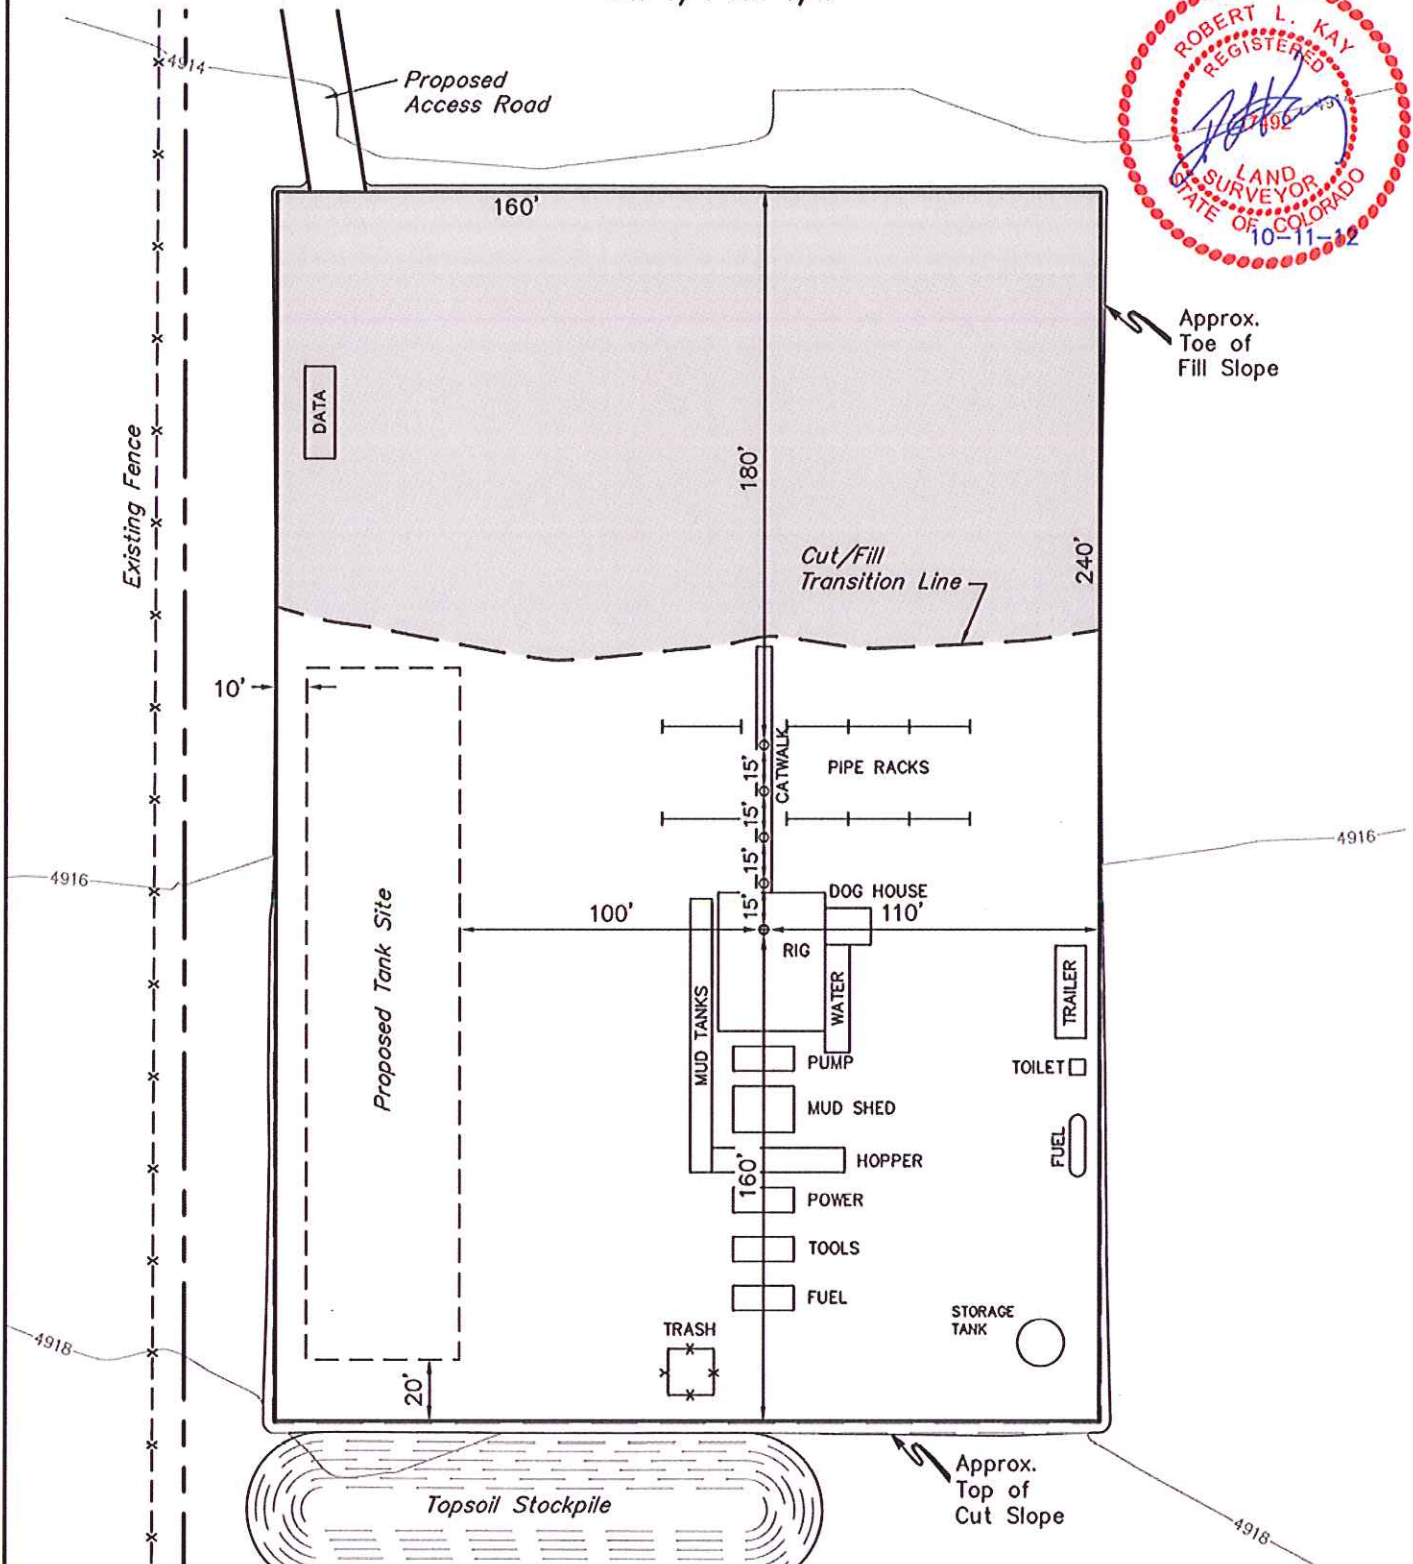 ROBERT L. KAY
REGISTERED
17492
LAND
SURVEYOR
STATE OF COLORADO
10-11-12
4914
Proposed
Access Road
160'
Approx.
Toe of
Fill Slope
DATA
180'
Existing Fence
Cut/Fill
Transition Line
240'
10'
CATWALK
15'
15'
15'
15'
PIPE RACKS
4916
4916
DOG HOUSE
100'
110'
RIG
Proposed Tank Site
MUD TANKS
WATER
TRAILER
PUMP
TOILET
MUD SHED
FUEL
HOPPER
160'
POWER
TOOLS
FUEL
STORAGE
TANK
TRASH
4918
20'
Approx.
Top of
Cut Slope
Topsoil Stockpile
4918